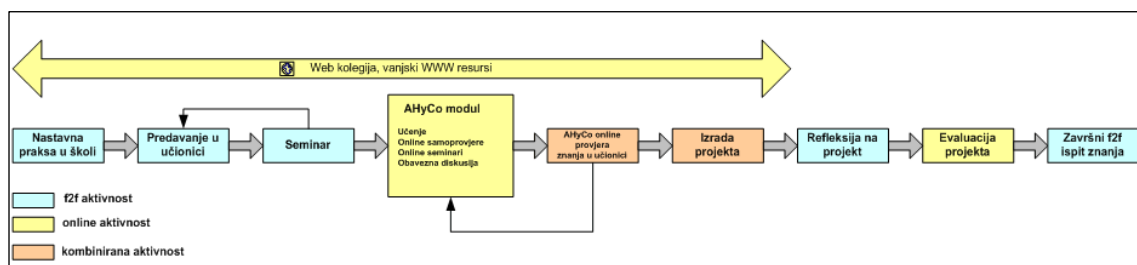 Web kolegija, vanjski WWW resursi
Nastavna
praksa u školi
Predavanje u
učionici
Seminar
AHyCo modul
Učenje
Online samoprovjere
Online seminari
Obavezna diskusija
AHyCo online
provjera
znanja u učionici
Izrada
projekta
Refleksija na
projekt
Evaluacija
projekta
Završni f2f
ispit znanja
f2f aktivnost
online aktivnost
kombinirana aktivnost